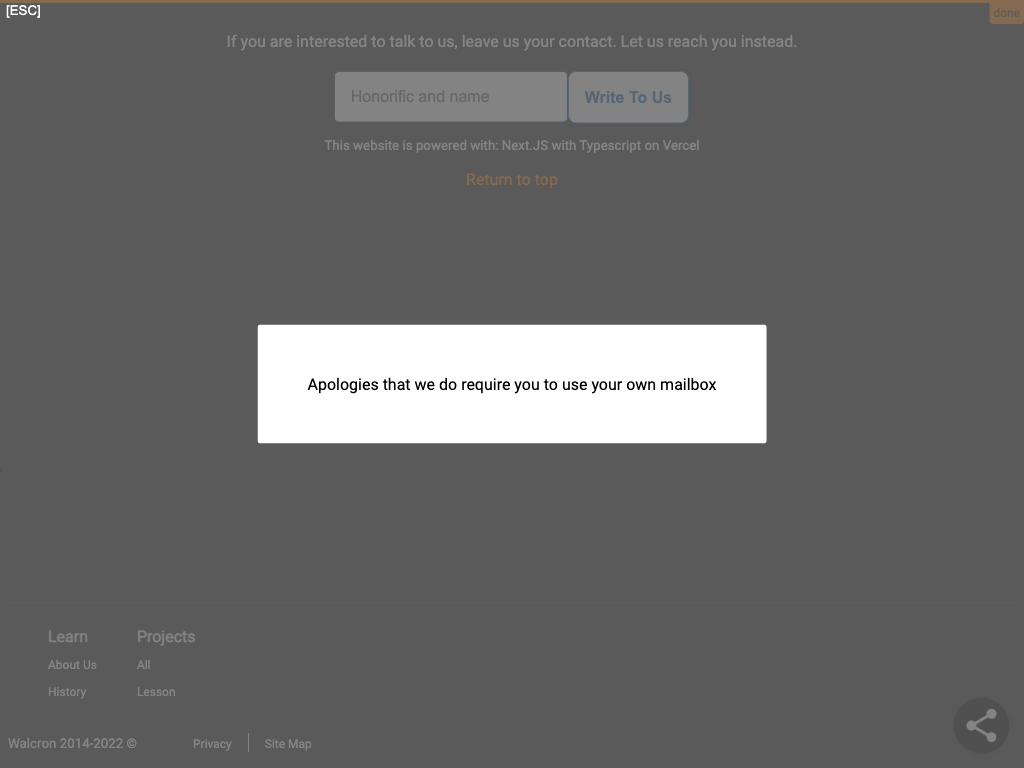 [ESC]
done
If you are interested to talk to us, leave us your contact. Let us reach you instead.
Honorific and name
Write To Us
This website is powered with: Next.JS with Typescript on Vercel
Return to top
Apologies that we do require you to use your own mailbox
Learn Projects
About Us All
History Lesson
Walcron 2014-2022 © Privacy Site Map